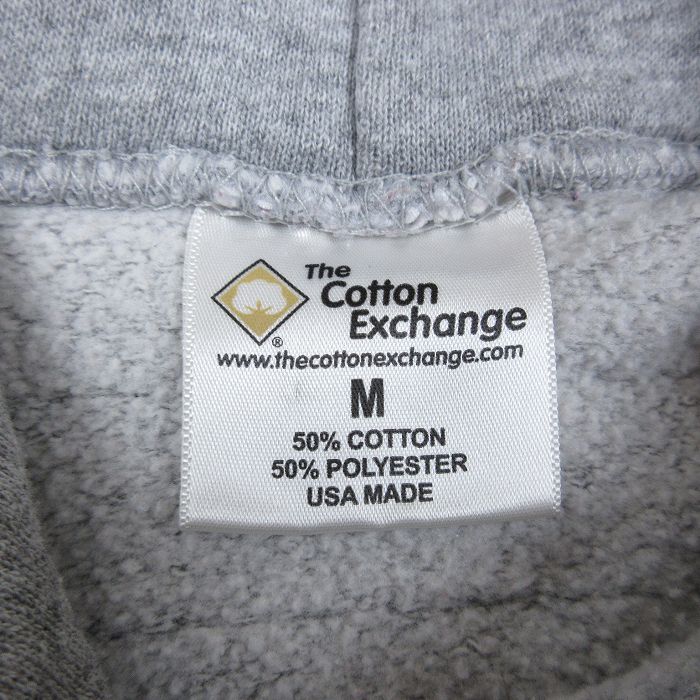 The
Cotton
Exchange
®
www.thecottonexchange.com
M
50% COTTON
50% POLYESTER
USA MADE